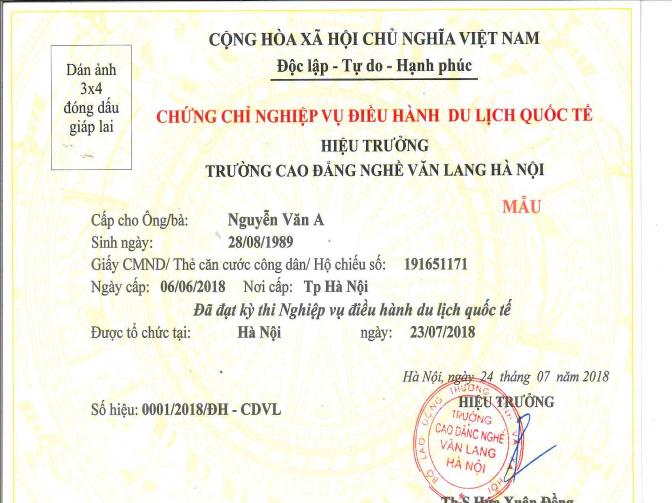 CỘNG HÒA XÃ HỘI CHỦ NGHĨA VIỆT NAM
Độc lập - Tự do - Hạnh phúc
Dán ảnh
3x4
đóng dấu
giáp lai
CHỨNG CHỈ NGHIỆP VỤ ĐIỀU HÀNH DU LỊCH QUỐC TẾ
HIỆU TRƯỞNG
TRƯỜNG CAO ĐẲNG NGHỀ VĂN LANG HÀ NỘI
MẪU
Cấp cho Ông/bà: Nguyễn Văn A
Sinh ngày: 28/08/1989
Giấy CMND/ Thẻ căn cước công dân/ Hộ chiếu số: 191651171
Ngày cấp: 06/06/2018 Nơi cấp: Tp Hà Nội
Đã đạt kỳ thi Nghiệp vụ điều hành du lịch quốc tế
Được tổ chức tại: Hà Nội ngày: 23/07/2018
Hà Nội, ngày 24 tháng 07 năm 2018
HIỆU TRƯỞNG
Số hiệu: 0001/2018/ĐH - CDVL
TRƯỜNG
CAO ĐẲNG NGHỀ
VĂN LANG
HÀ NỘI